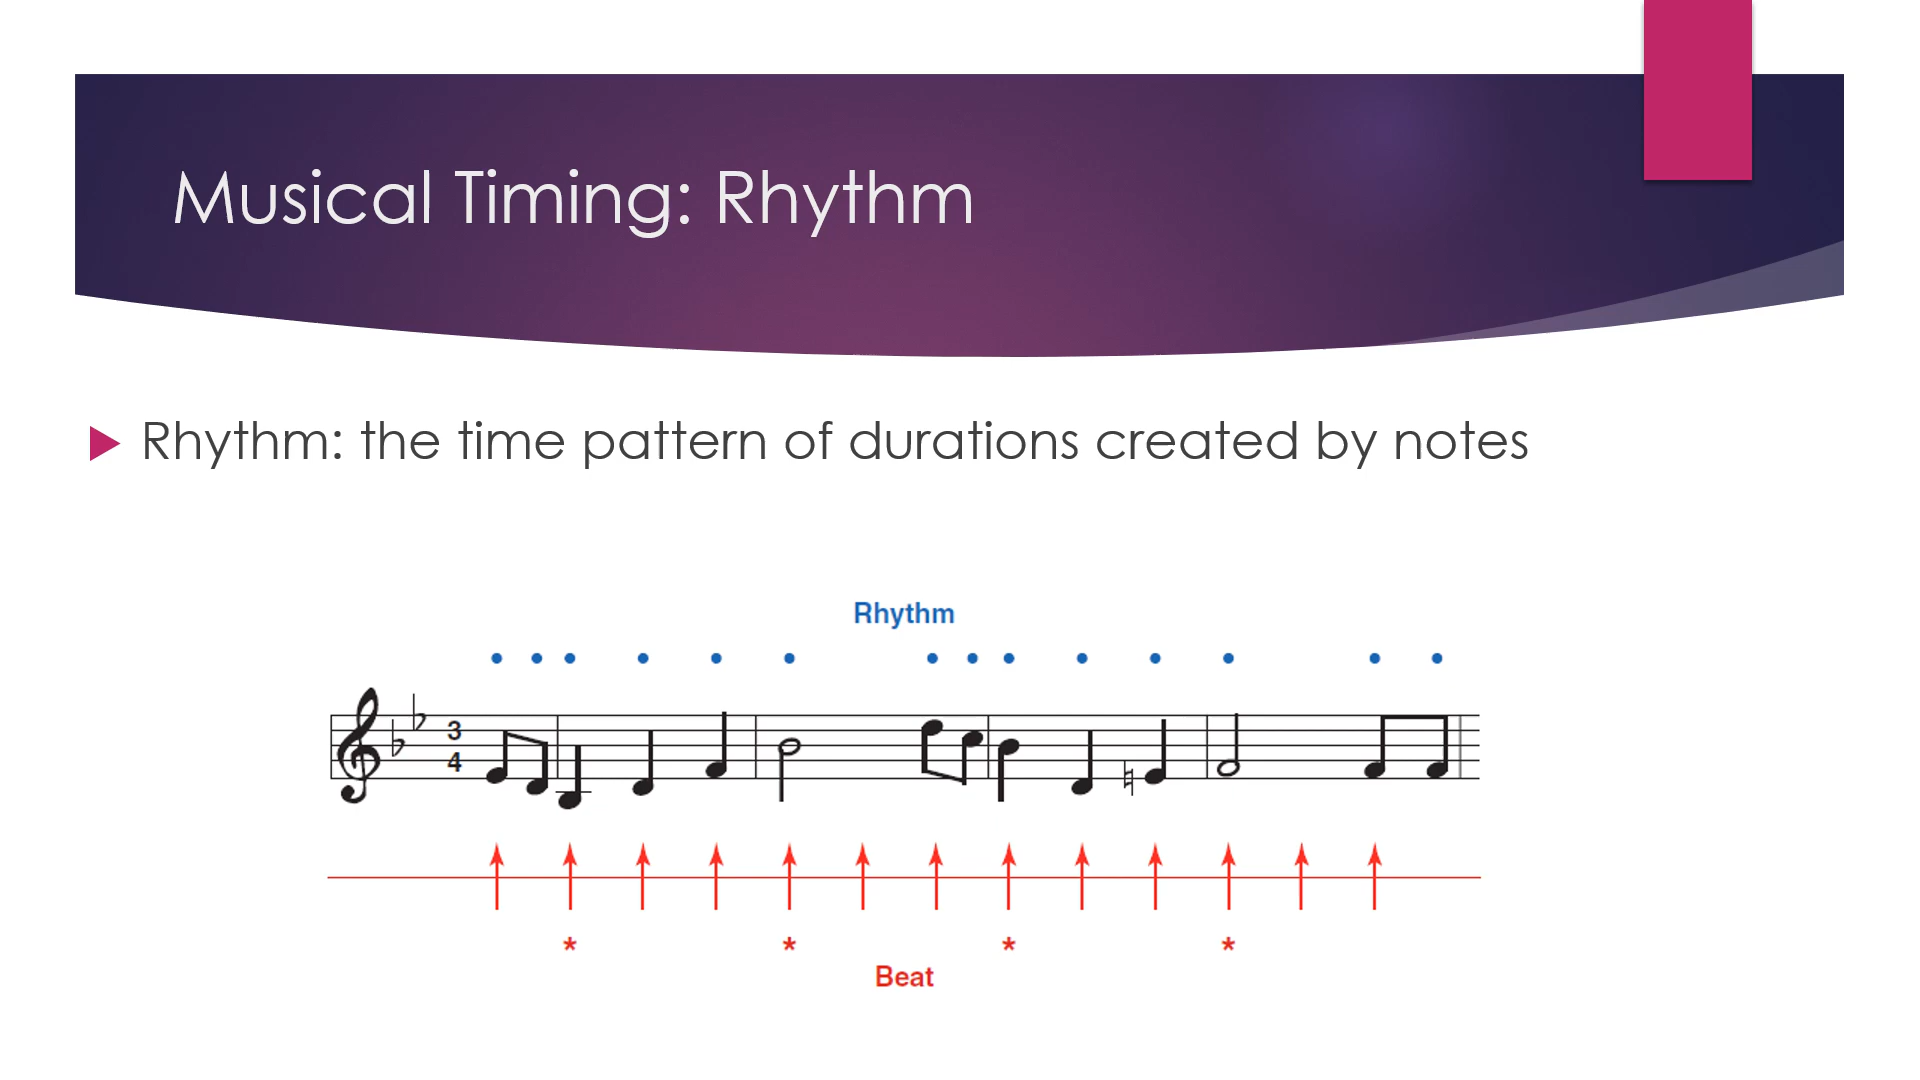 Musical Timing: Rhythm
Rhythm: the time pattern of durations created by notes
Rhythm
3
4
* * * *
Beat